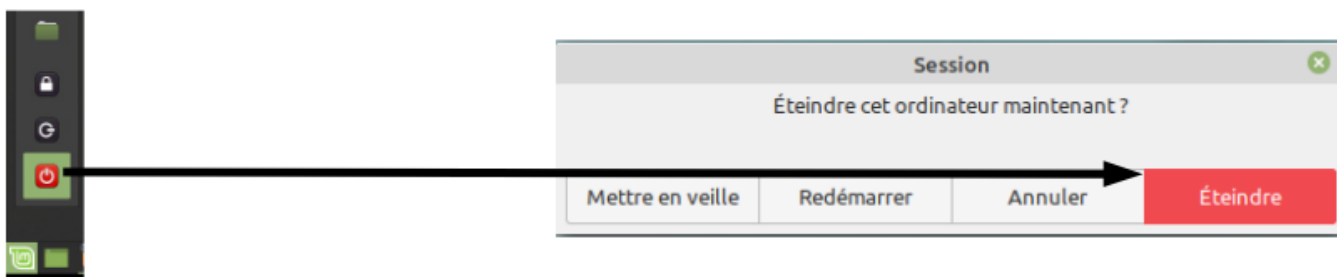 Session
Éteindre cet ordinateur maintenant ?
Mettre en veille Redémarrer Annuler Éteindre